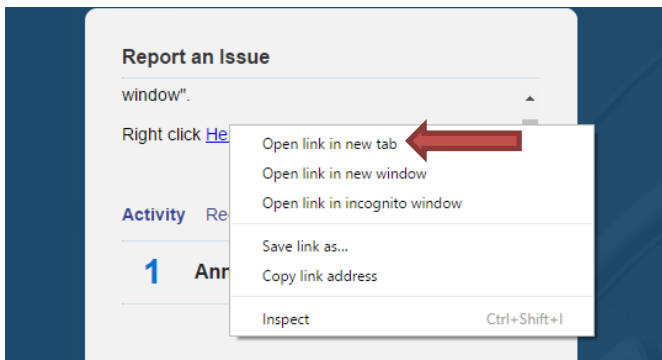 Report an Issue
window".
Right click He
Open link in new tab
Open link in new window
Open link in incognito window
Activity Re
Save link as...
1 Ann
Copy link address
Inspect Ctrl+Shift+I